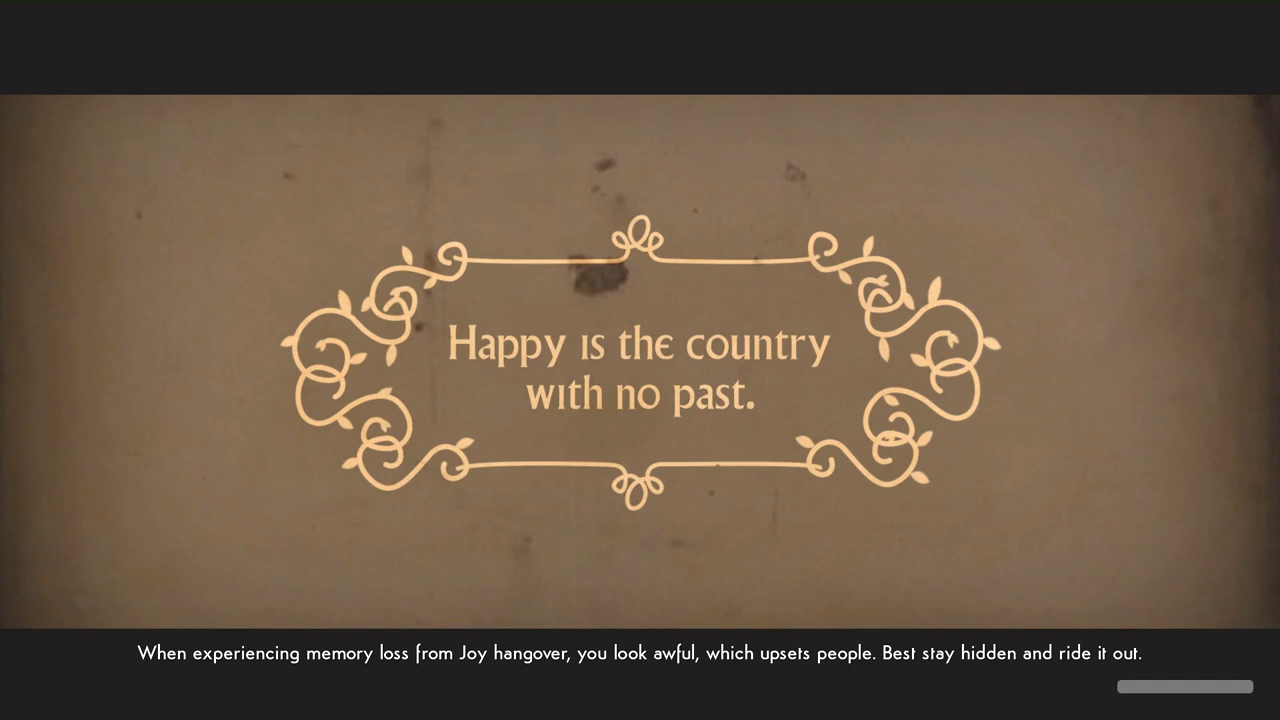 Happy is the country
with no past.
When experiencing memory loss from Joy hangover, you look awful, which upsets people. Best stay hidden and ride it out.